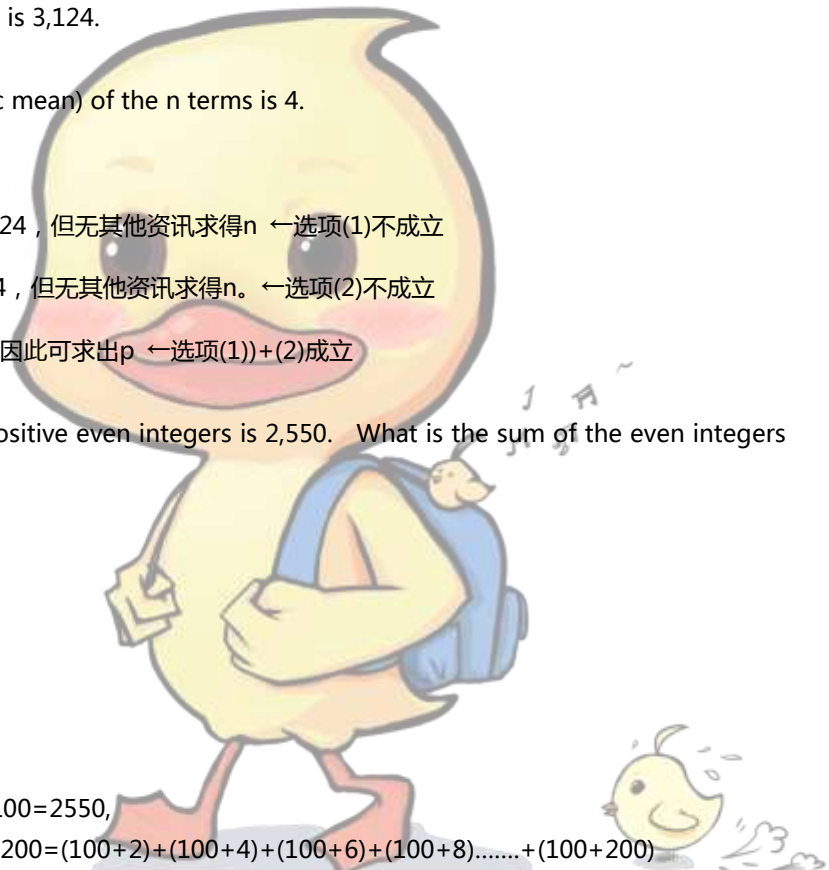 is 3,124.
c mean) of the n terms is 4.
24，但无其他资讯求得n ←选项(1)不成立
4，但无其他资讯求得n。←选项(2)不成立
因此可求出p ←选项(1))+(2)成立
ositive even integers is 2,550. What is the sum of the even integers
100=2550,
200=(100+2)+(100+4)+(100+6)+(100+8).......+(100+200)